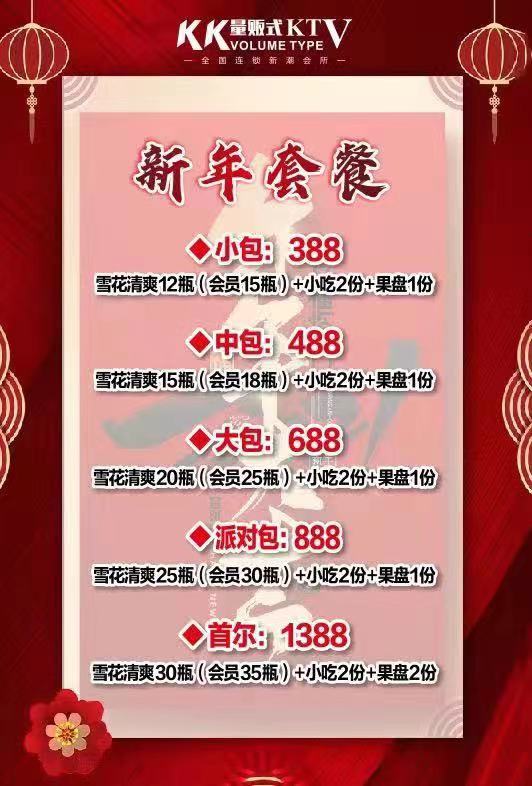 KK量贩式KTV
VOLUME TYPE
全国连锁新潮会所
新年套餐
小包：388
雪花清爽12瓶（会员15瓶）+小吃2份+果盘1份
中包：488
雪花清爽15瓶（会员18瓶）+小吃2份+果盘1份
大包：688
雪花清爽20瓶（会员25瓶）+小吃2份+果盘1份
派对包：888
雪花清爽25瓶（会员30瓶）+小吃2份+果盘1份
首尔：1388
雪花清爽30瓶（会员35瓶）+小吃2份+果盘2份